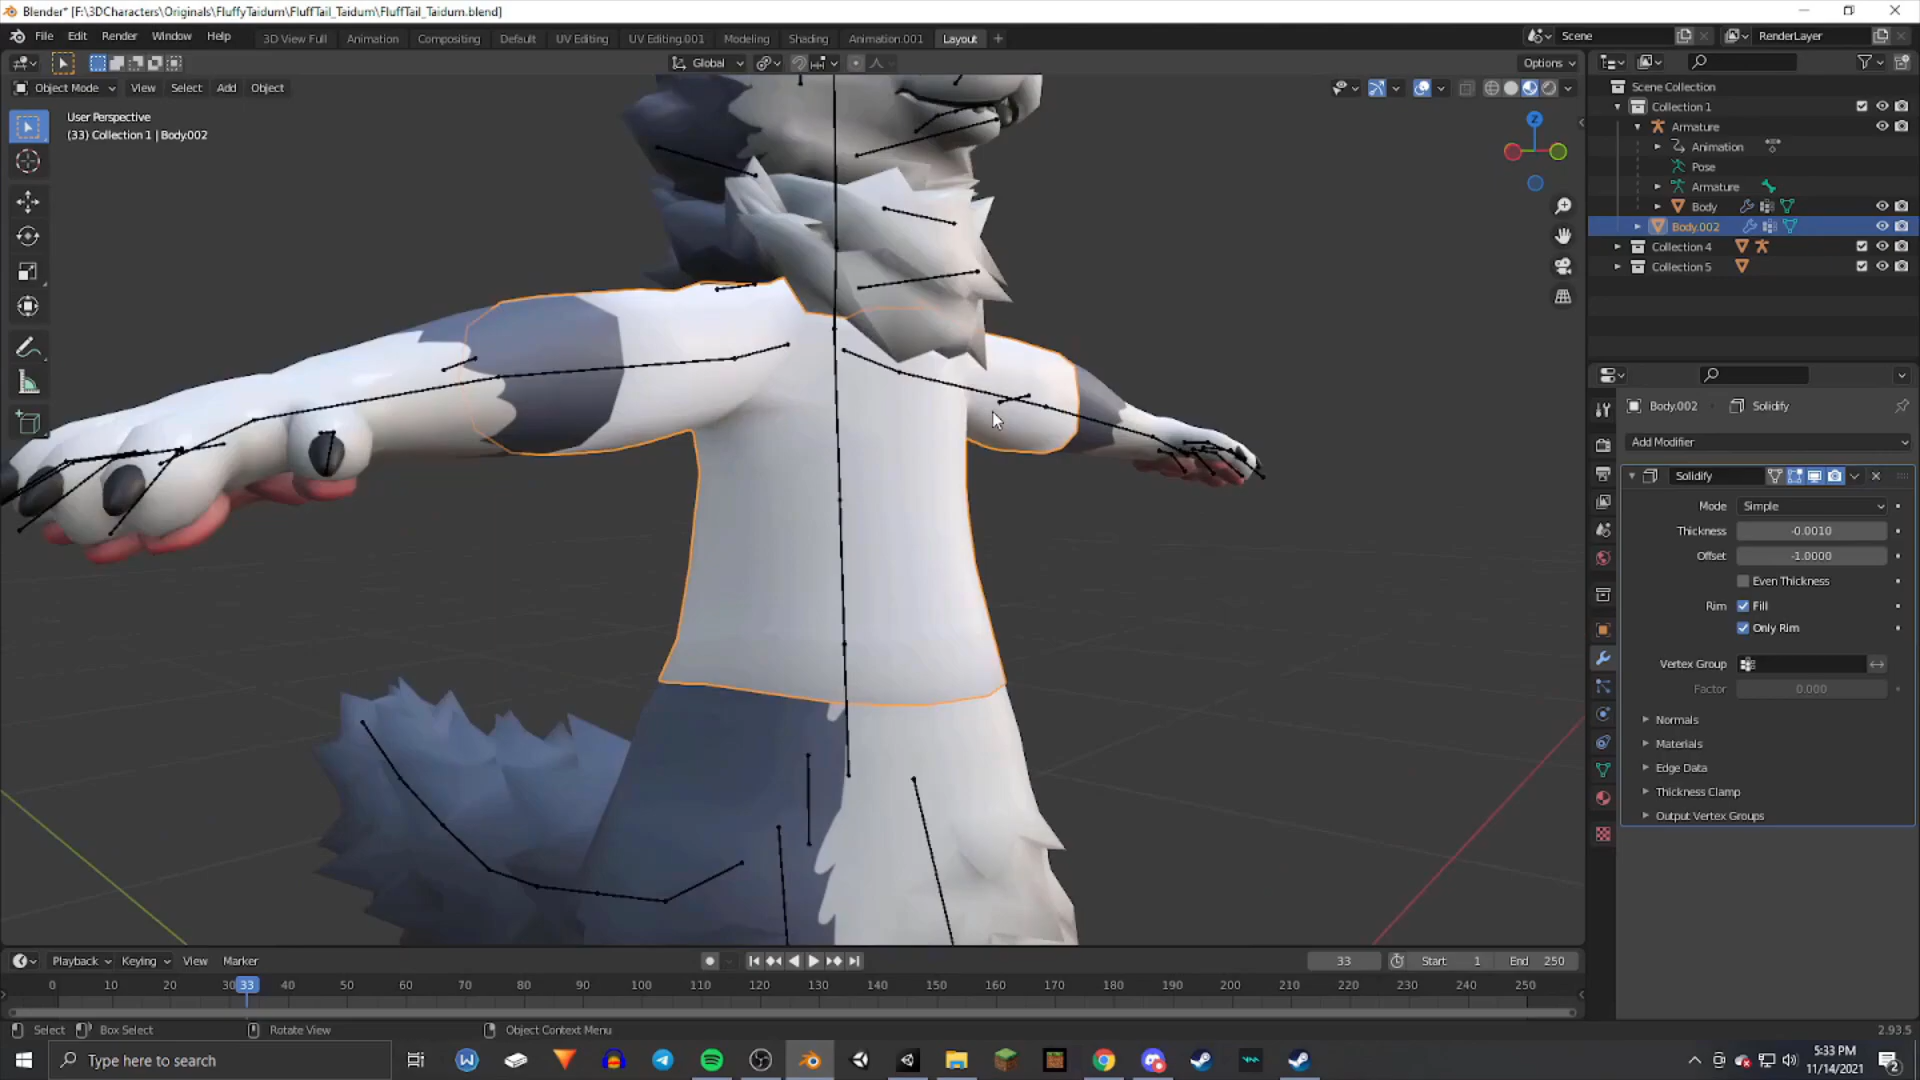 Blender* [F:\3DCharacters\Originals\FluffyTaidum\FluffTail_Taidum\FluffTail_Taidum.blend]
File Edit Render Window Help
3D View Full Animation Compositing Default UV Editing UV Editing.001 Modeling Shading Animation.001 Layout +
Scene
RenderLayer
Global
Options
Object Mode View Select Add Object
User Perspective
(33) Collection 1 | Body.002
Z
Scene Collection
Collection 1
Armature
Animation
Pose
Armature
Body
Body.002
Collection 4
Collection 5
Body.002 Solidify
Add Modifier
Solidify
Mode Simple
Thickness -0.0010
Offset -1.0000
Even Thickness
Rim Fill
Only Rim
Vertex Group
Factor 0.000
Normals
Materials
Edge Data
Thickness Clamp
Output Vertex Groups
Playback Keying View Marker
33 Start 1 End 250
0 10 20 30 33 40 50 60 70 80 90 100 110 120 130 140 150 160 170 180 190 200 210 220 230 240 250
Select Box Select Rotate View Object Context Menu
2.93.5
Type here to search
5:33 PM
11/14/2021
2